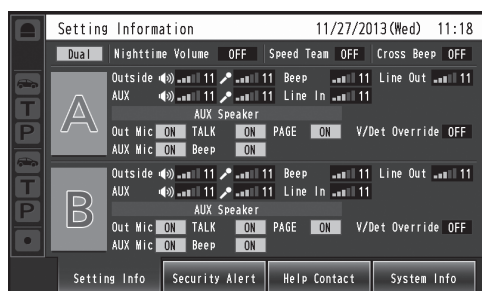 Setting Information 11/27/2013(Wed) 11:18
Dual Nighttime Volume OFF Speed Team OFF Cross Beep OFF
T
P
T
P
A
Outside 11 11 Beep 11 Line Out 11
AUX 11 11 Line In 11
AUX Speaker
Out Mic ON TALK ON PAGE ON V/Det Override OFF
AUX Mic ON Beep ON
B
Outside 11 11 Beep 11 Line Out 11
AUX 11 11 Line In 11
AUX Speaker
Out Mic ON TALK ON PAGE ON V/Det Override OFF
AUX Mic ON Beep ON
Setting Info Security Alert Help Contact System Info